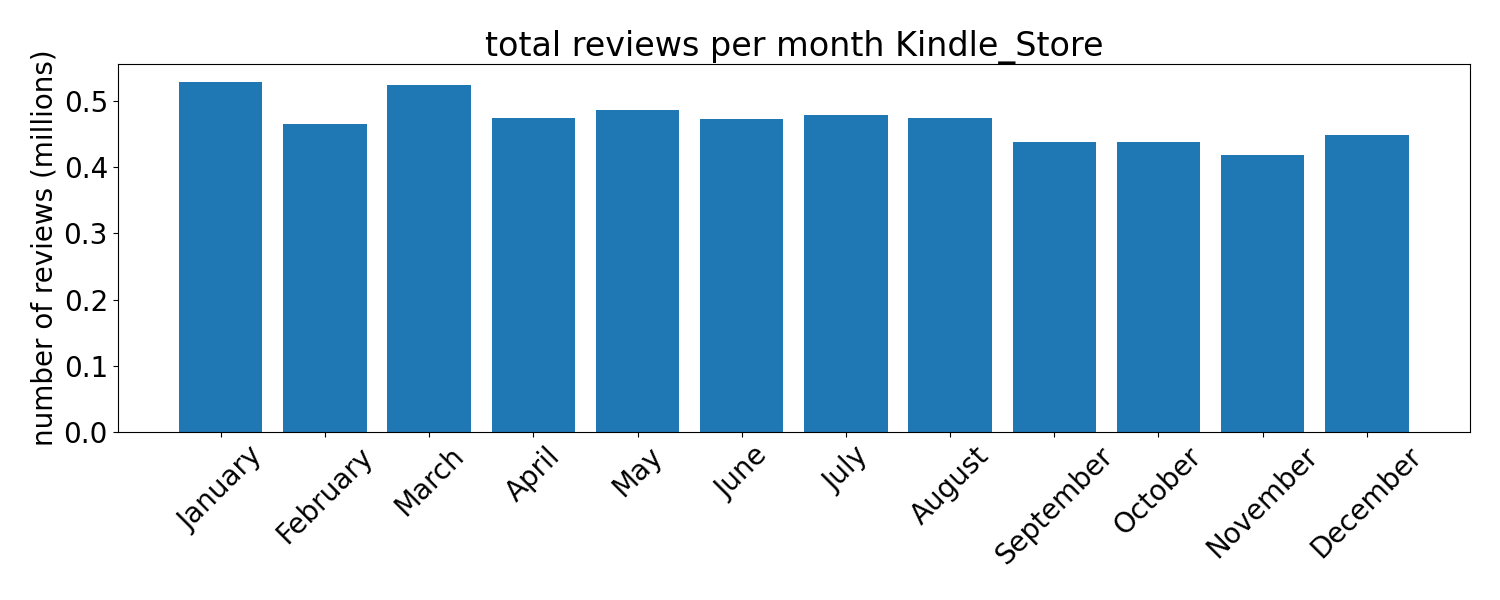 total reviews per month Kindle_Store
number of reviews (millions)
0.5
0.4
0.3
0.2
0.1
0.0
January
February
March
April
May
June
July
August
September
October
November
December